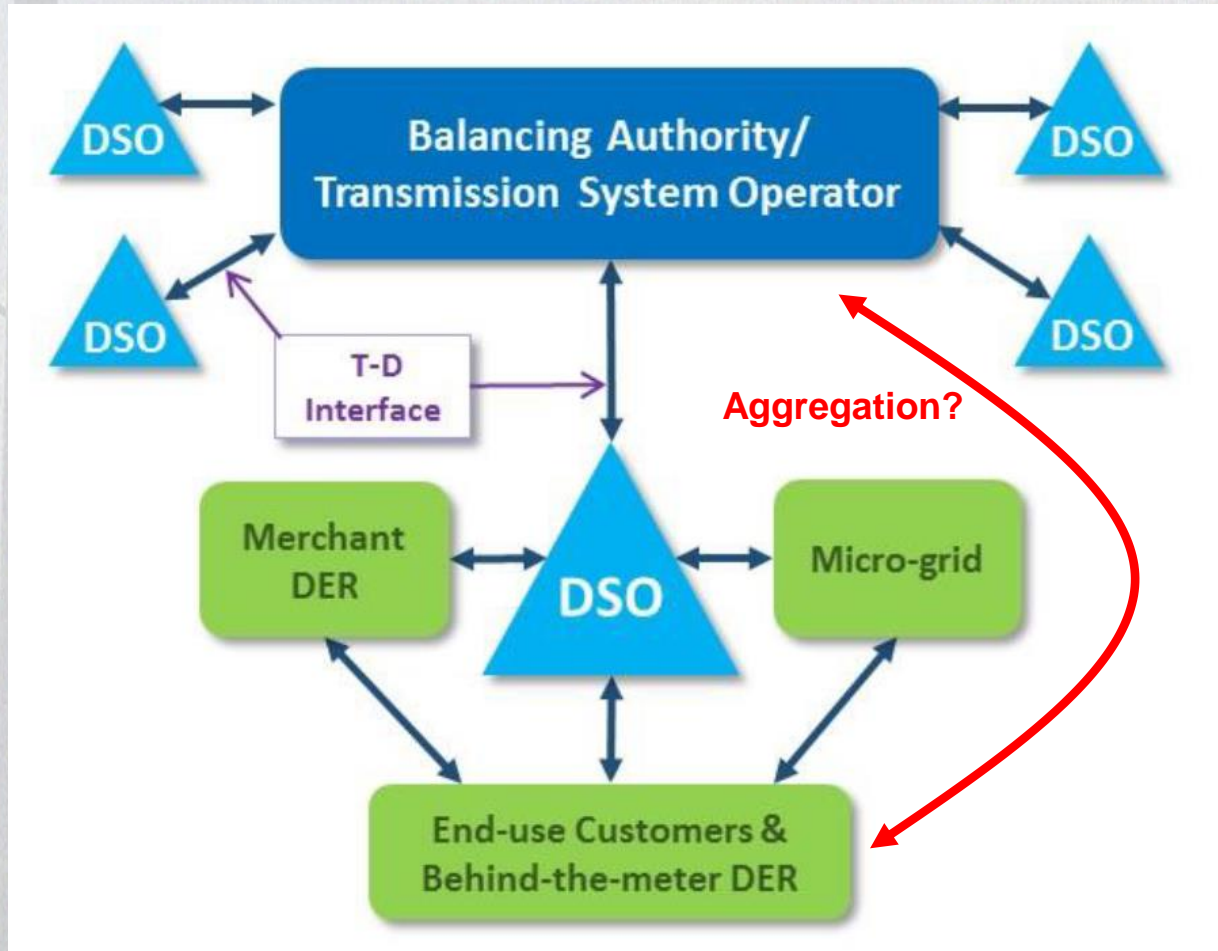 DSO
Balancing Authority/
Transmission System Operator
DSO
DSO
DSO
T-D
Interface
Aggregation?
Merchant
DER
DSO
Micro-grid
End-use Customers &
Behind-the-meter DER